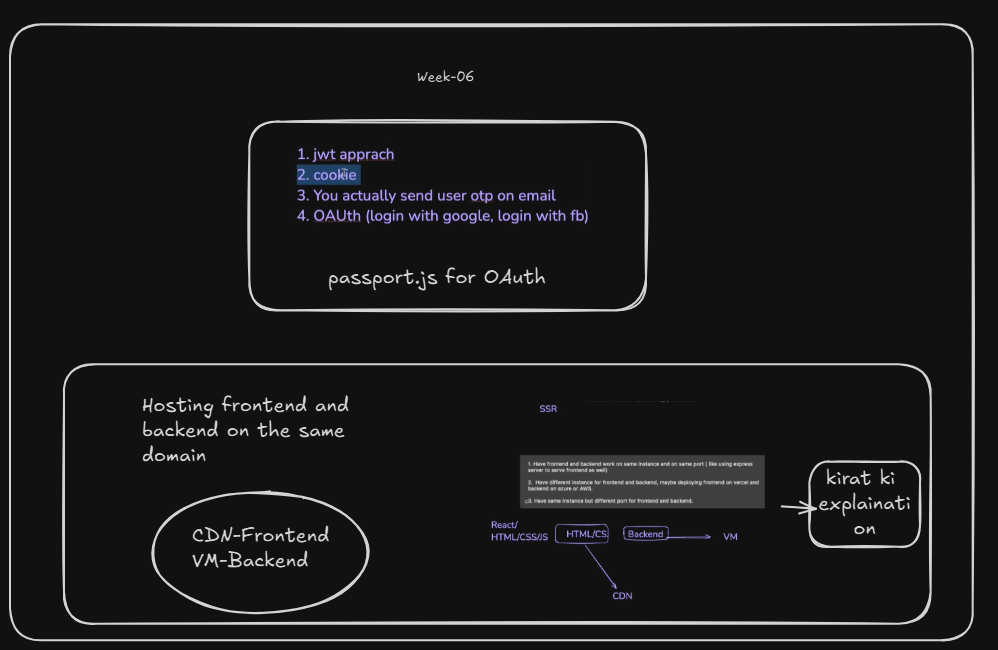 Week-06
1. jwt apprach
2. cookie
3. You actually send user otp on email
4. OAUth (login with google, login with fb)
passport.js for OAuth
Hosting frontend and
backend on the same
domain
CDN-Frontend
VM-Backend
SSR
1. Have frontend and backend work on same instance and on same port ( like using express
server to serve frontend as well)
2. Have different instance for frontend and backend, maybe deploying frontend on vercel and
backend on azure or AWS.
3. Have same instance but different port for frontend and backend.
React/
HTML/CSS/JS
HTML/CS
Backend
VM
CDN
kirat ki
explainati
on